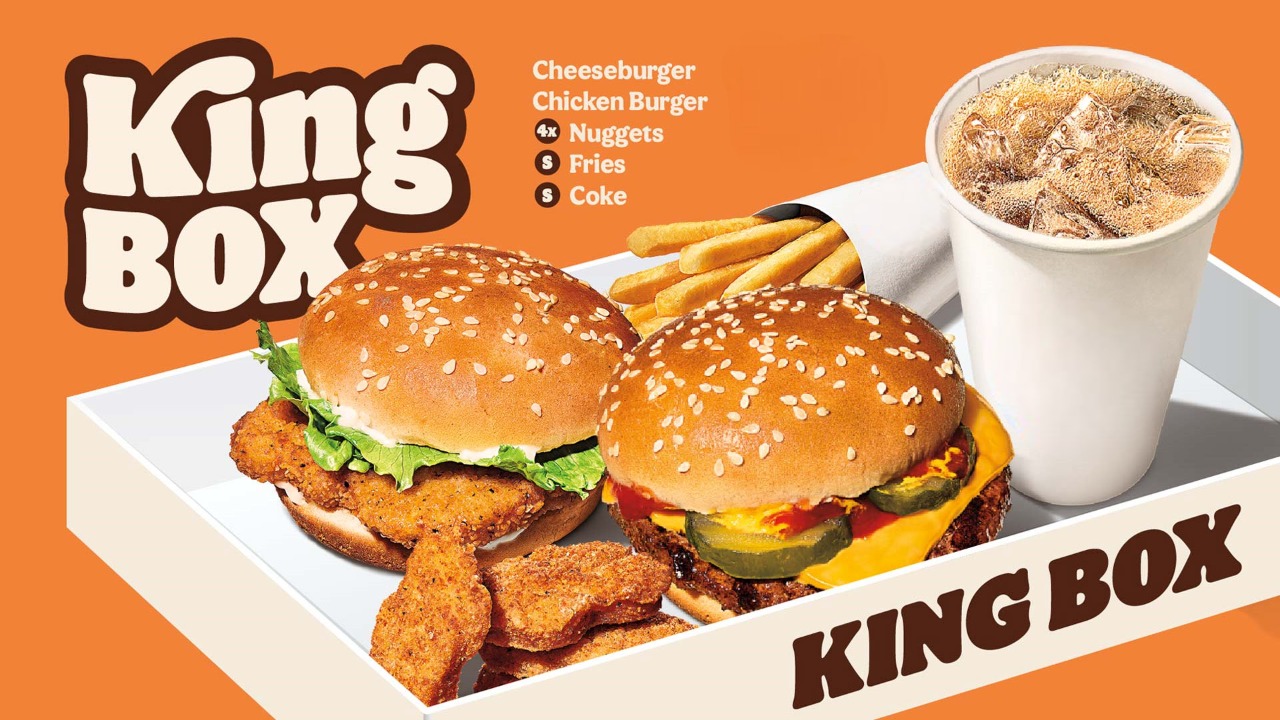 King
BOX
Cheeseburger
Chicken Burger
4x Nuggets
S Fries
S Coke
KING BOX